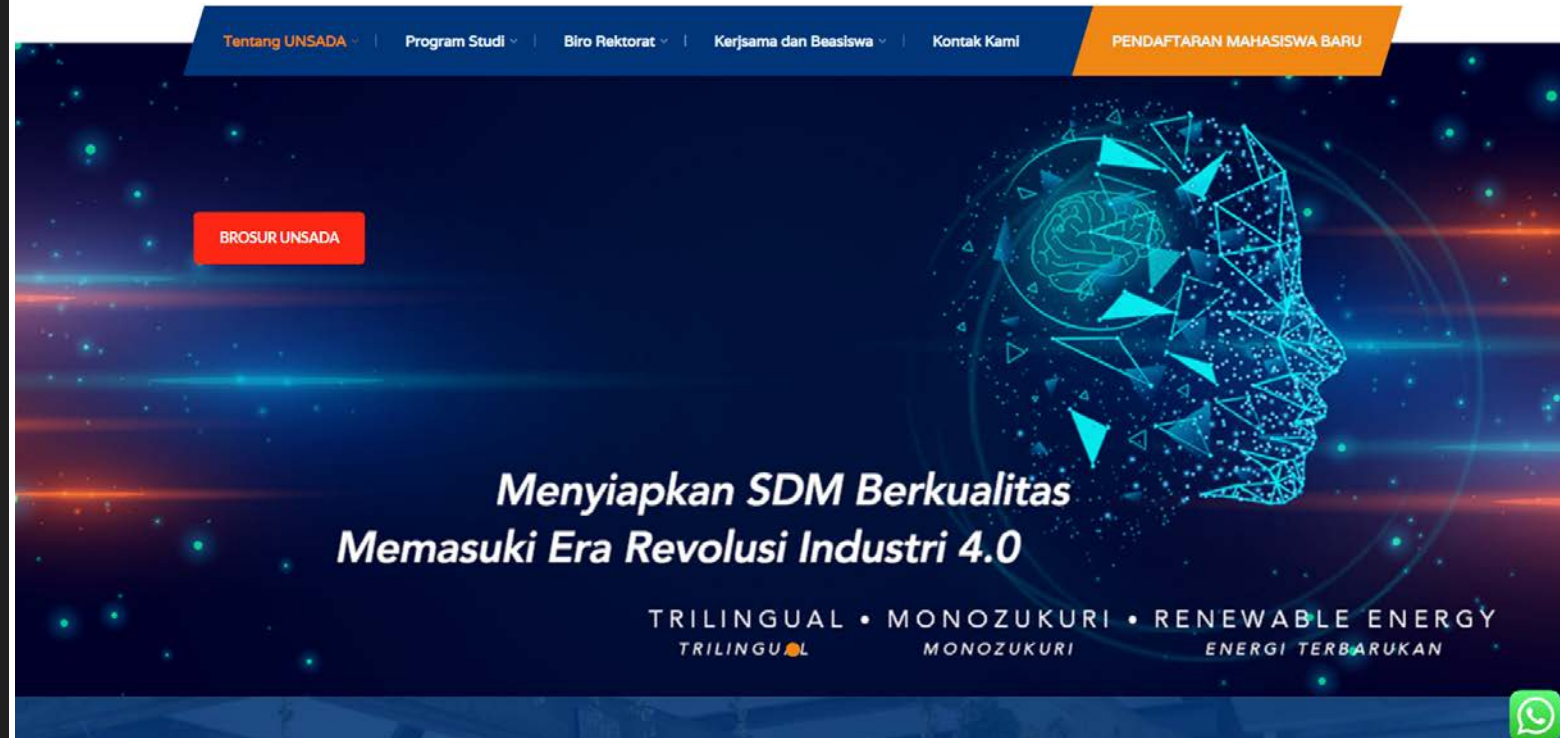 Tentang UNSADA
Program Studi
Biro Rektorat
Kerjsama dan Beasiswa
Kontak Kami
PENDAFTARAN MAHASISWA BARU
BROSUR UNSADA
Menyiapkan SDM Berkualitas
Memasuki Era Revolusi Industri 4.0
TRILINGUAL • MONOZUKURI • RENEWABLE ENERGY
TRILINGUAL MONOZUKURI ENERGI TERBARUKAN